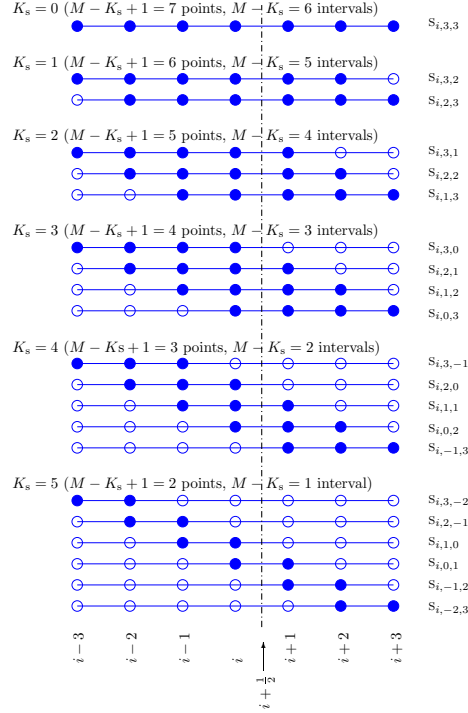 K_s = 0 (M − K_s + 1 = 7 points, M − K_s = 6 intervals)
s_{i,3,3}
K_s = 1 (M − K_s + 1 = 6 points, M − K_s = 5 intervals)
s_{i,3,2}
s_{i,2,3}
K_s = 2 (M − K_s + 1 = 5 points, M − K_s = 4 intervals)
s_{i,3,1}
s_{i,2,2}
s_{i,1,3}
K_s = 3 (M − K_s + 1 = 4 points, M − K_s = 3 intervals)
s_{i,3,0}
s_{i,2,1}
s_{i,1,2}
s_{i,0,3}
K_s = 4 (M − Ks + 1 = 3 points, M − K_s = 2 intervals)
s_{i,3,−1}
s_{i,2,0}
s_{i,1,1}
s_{i,0,2}
s_{i,−1,3}
K_s = 5 (M − K_s + 1 = 2 points, M − K_s = 1 interval)
s_{i,3,−2}
s_{i,2,−1}
s_{i,1,0}
s_{i,0,1}
s_{i,−1,2}
s_{i,−2,3}
i − 3
i − 2
i − 1
i
i + 1/2
i + 1
i + 2
i + 3